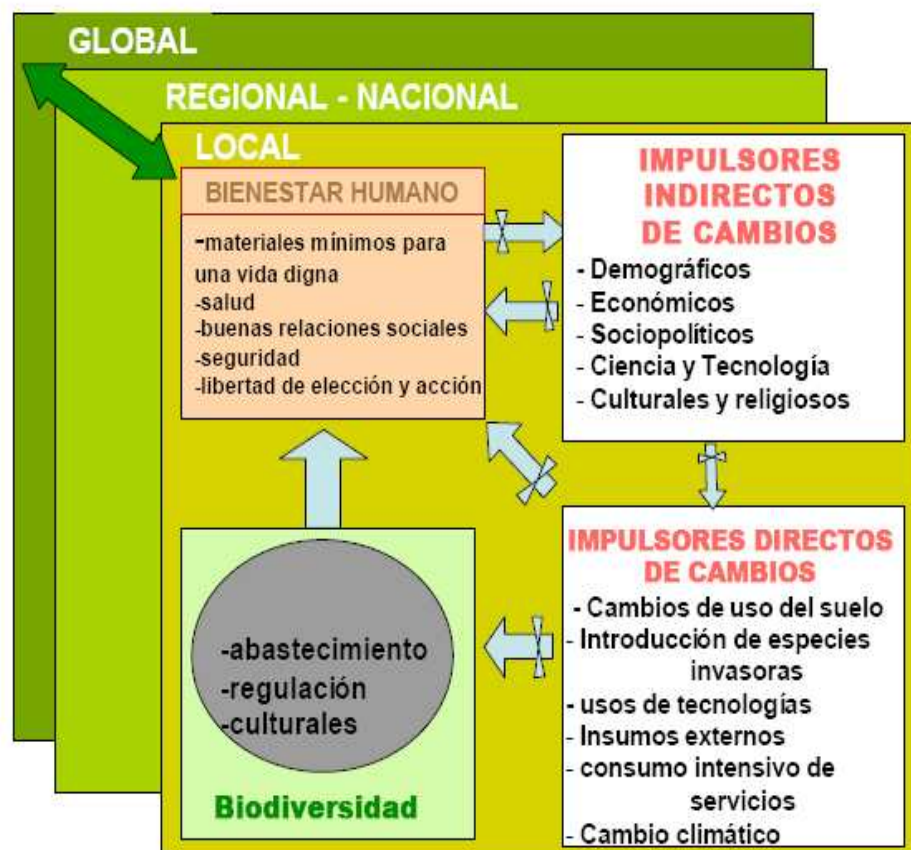 GLOBAL
REGIONAL - NACIONAL
LOCAL
BIENESTAR HUMANO
-materiales mínimos para
una vida digna
-salud
-buenas relaciones sociales
-seguridad
-libertad de elección y acción
IMPULSORES
INDIRECTOS
DE CAMBIOS
- Demográficos
- Económicos
- Sociopolíticos
- Ciencia y Tecnología
- Culturales y religiosos
-abastecimiento
-regulación
-culturales
Biodiversidad
IMPULSORES DIRECTOS
DE CAMBIOS
- Cambios de uso del suelo
- Introducción de especies
invasoras
- usos de tecnologías
- Insumos externos
- consumo intensivo de
servicios
- Cambio climático